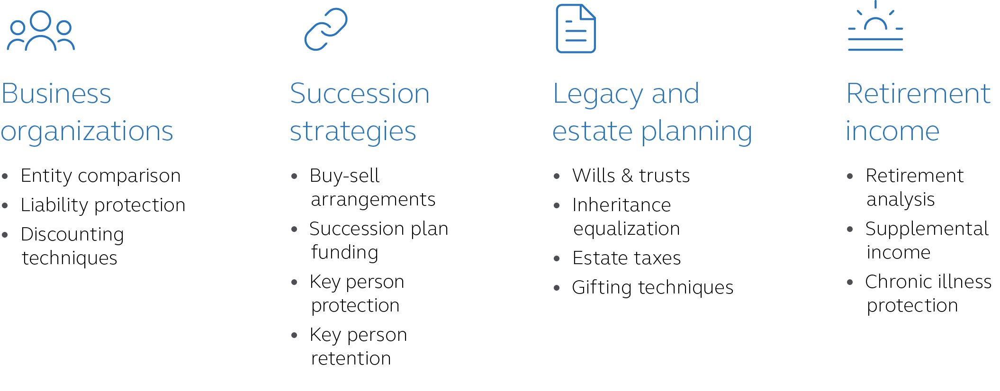 Business
organizations
• Entity comparison
• Liability protection
• Discounting
techniques
Succession
strategies
• Buy-sell
arrangements
• Succession plan
funding
• Key person
protection
• Key person
retention
Legacy and
estate planning
• Wills & trusts
• Inheritance
equalization
• Estate taxes
• Gifting techniques
Retirement
income
• Retirement
analysis
• Supplemental
income
• Chronic illness
protection